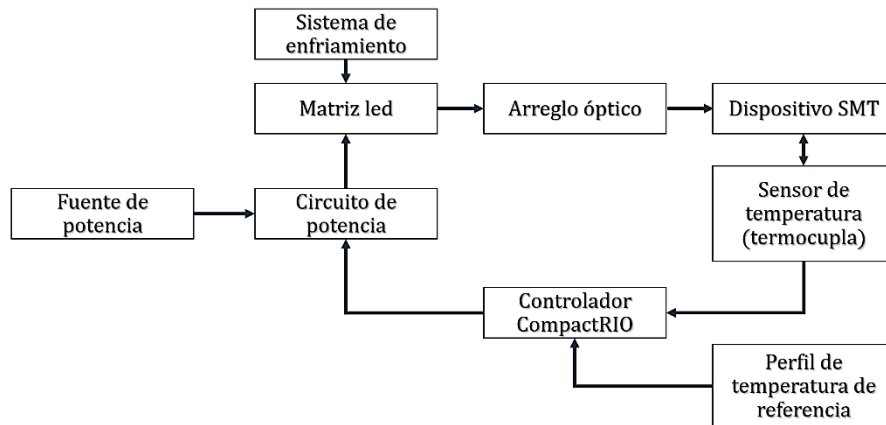 Sistema de
enfriamiento
Matriz led
Arreglo óptico
Dispositivo SMT
Fuente de
potencia
Circuito de
potencia
Sensor de
temperatura
(termocupla)
Controlador
CompactRIO
Perfil de
temperatura de
referencia